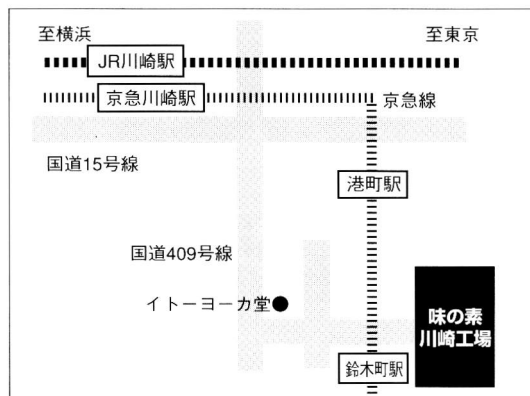 至横浜
至東京
JR川崎駅
京急川崎駅
京急線
国道15号線
港町駅
国道409号線
イトーヨーカ堂
味の素
川崎工場
鈴木町駅